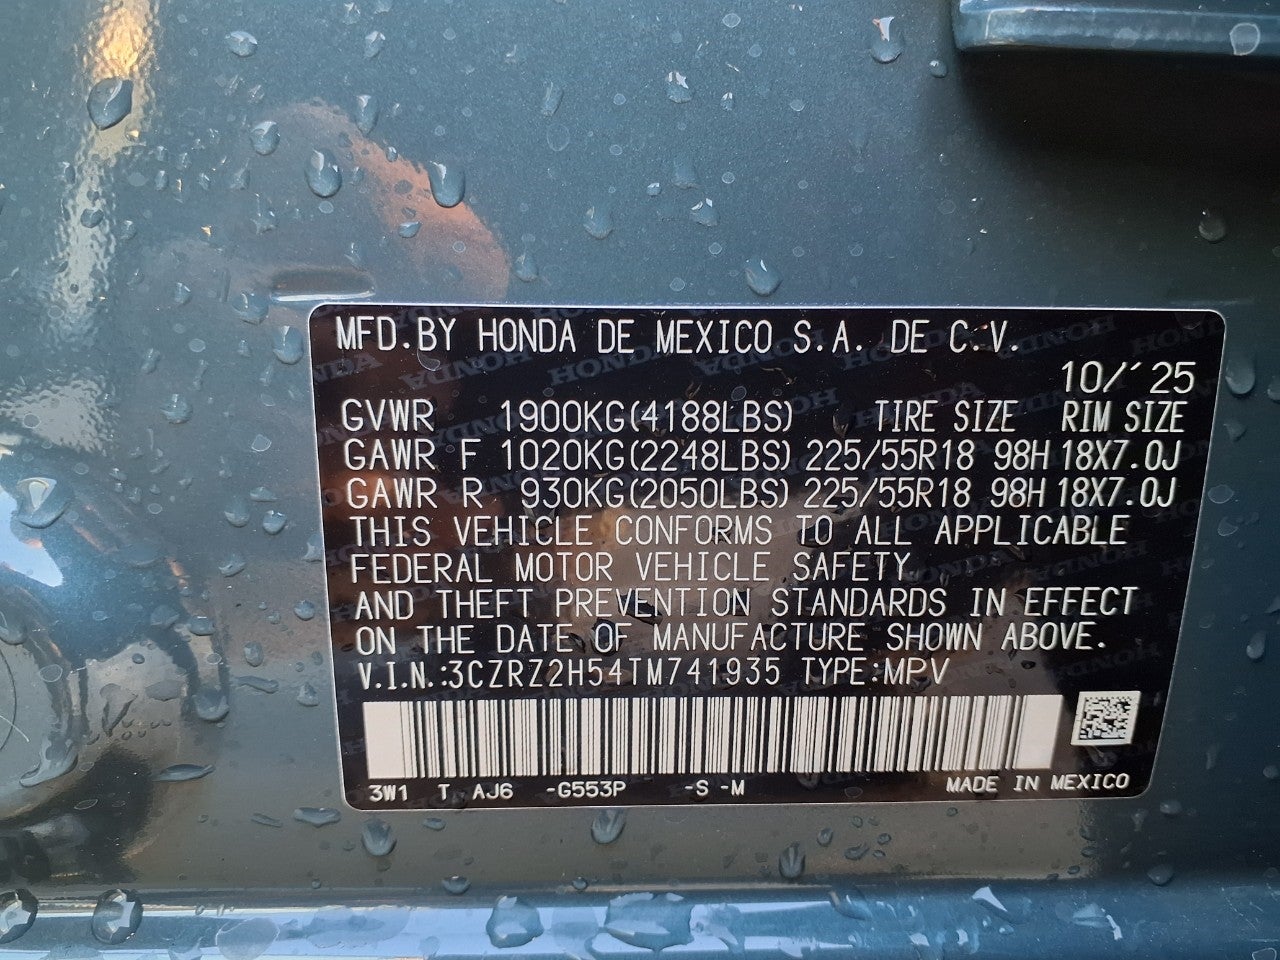 MFD.BY HONDA DE MEXICO S.A. DE C.V.
10/'25
GVWR 1900KG(4188LBS) TIRE SIZE RIM SIZE
GAWR F 1020KG(2248LBS) 225/55R18 98H 18X7.0J
GAWR R 930KG(2050LBS) 225/55R18 98H 18X7.0J
THIS VEHICLE CONFORMS TO ALL APPLICABLE
FEDERAL MOTOR VEHICLE SAFETY
AND THEFT PREVENTION STANDARDS IN EFFECT
ON THE DATE OF MANUFACTURE SHOWN ABOVE.
V.I.N.:3CZRZ2H54TM741935 TYPE:MPV
3W1 T AJ6 -G553P -S -M MADE IN MEXICO